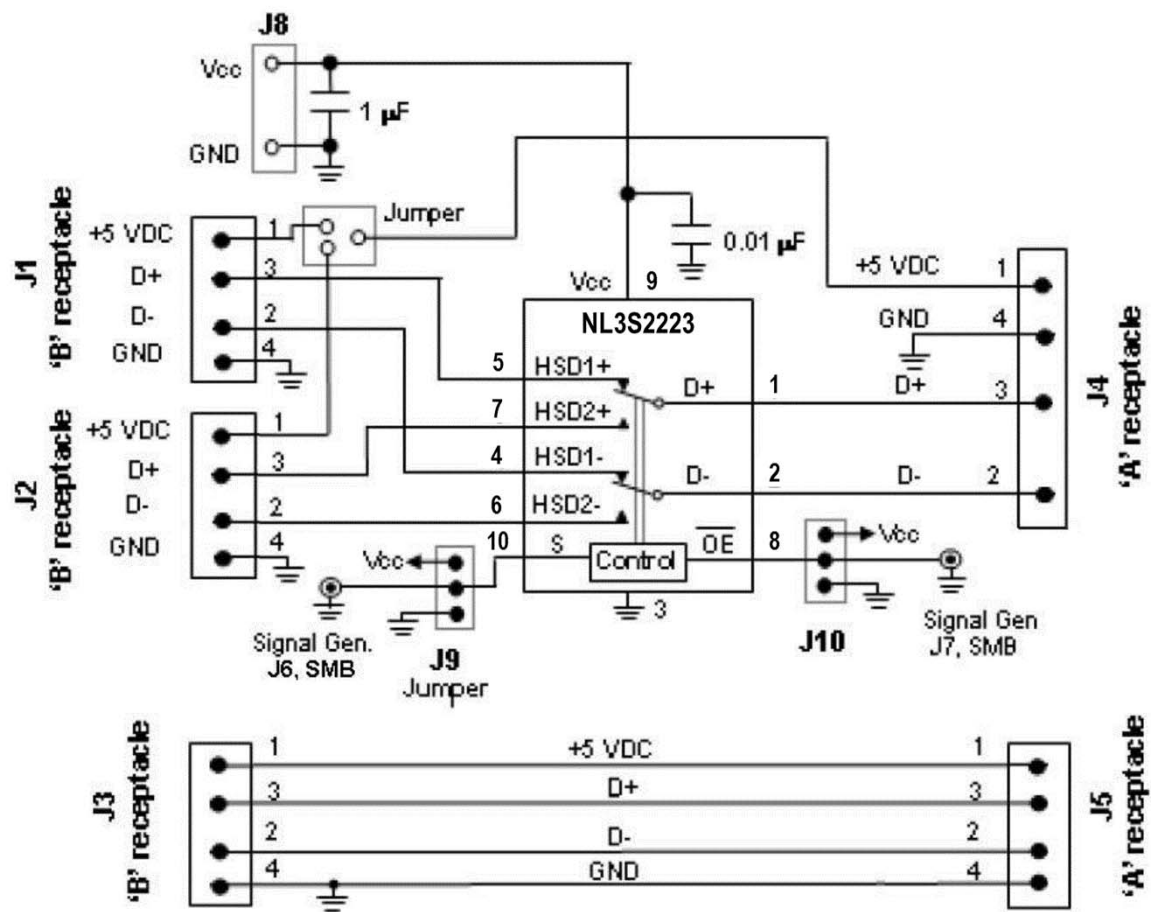 J8
Vcc
1 µF
GND
'B' receptacle
J1
+5 VDC
1
D+
3
D-
2
GND
4
Jumper
0.01 µF
Vcc 9
NL3S2223
+5 VDC 1
GND 4
D+ 3
D- 2
J4
'A' receptacle
5 HSD1+
7 HSD2+
4 HSD1-
6 HSD2-
10 S
D+ 1
D- 2
OE 8
Control
3
J2
'B' receptacle
+5 VDC
1
D+
3
D-
2
GND
4
Vcc
Signal Gen.
J6, SMB
J9
Jumper
Vcc
J10
Signal Gen
J7, SMB
J3
'B' receptacle
1 +5 VDC 1
3 D+ 3
2 D- 2
4 GND 4
J5
'A' receptacle